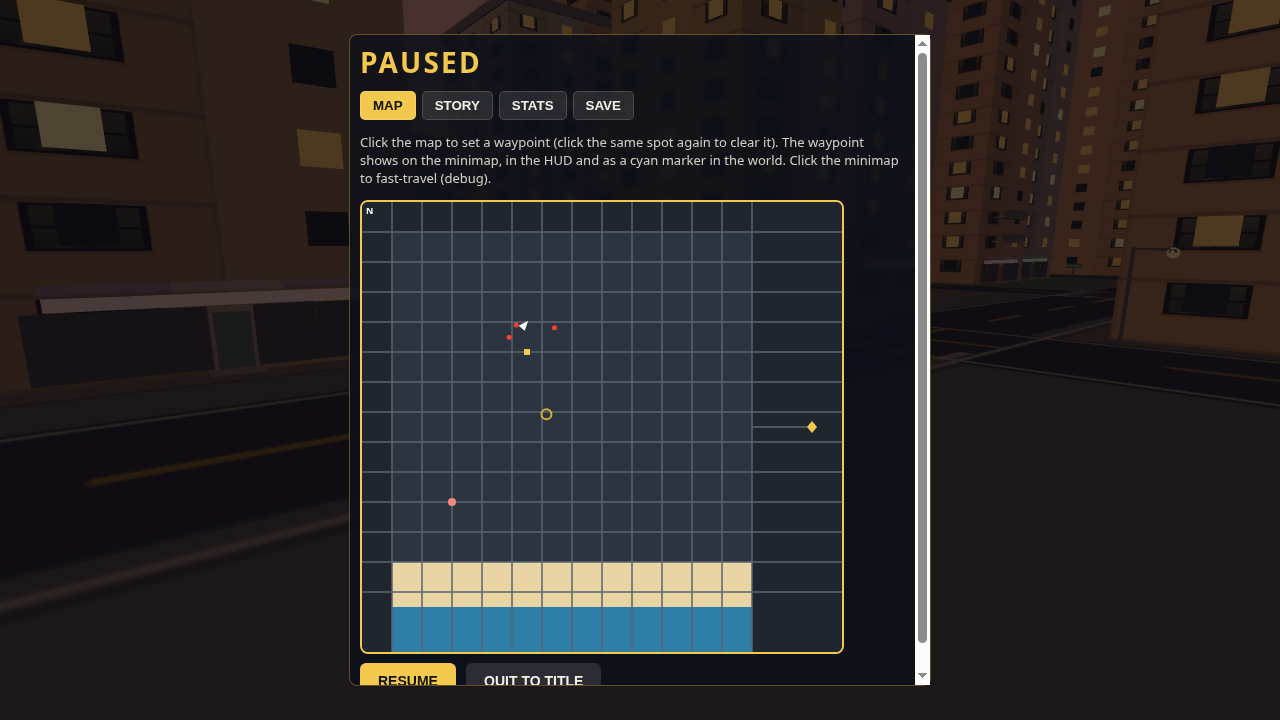 PAUSED
MAP STORY STATS SAVE
Click the map to set a waypoint (click the same spot again to clear it). The waypoint
shows on the minimap, in the HUD and as a cyan marker in the world. Click the minimap
to fast-travel (debug).
N
RESUME QUIT TO TITLE